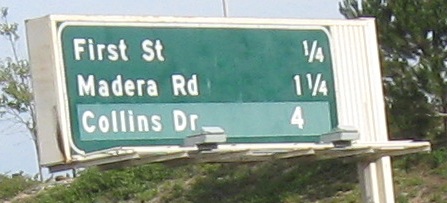 First St ¼
Madera Rd 1 ¼
Collins Dr 4